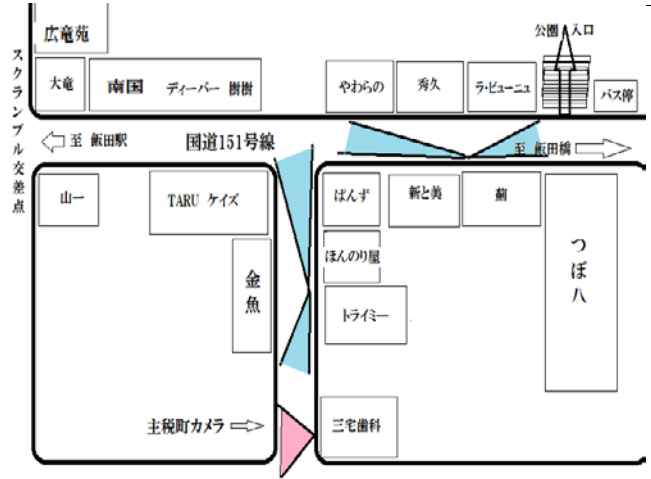 広竜苑
公園 入口
スクランブル交差点
大竜
南国 ディーバー 樹樹
やわらの
秀久
ラ・ビューニュ
バス停
至 飯田駅
国道151号線
至 飯田橋
山一
TARU ケイズ
ぱんず
新と美
蘭
つぼ八
金魚
ほんのり屋
トライミー
主税町カメラ
三宅歯科